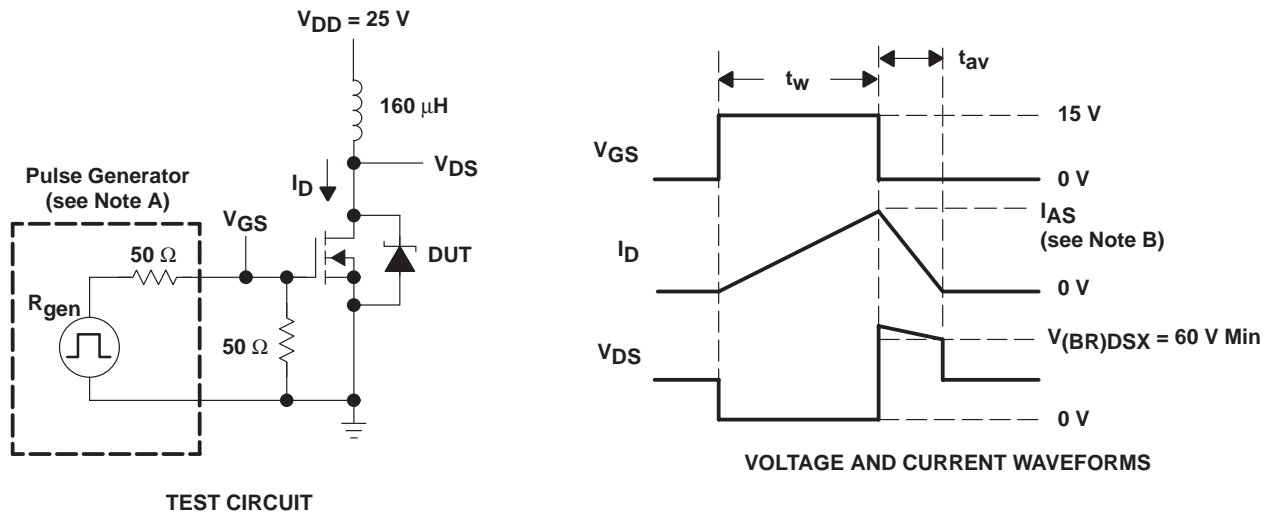 VDD = 25 V
160 μH
VDS
ID
Pulse Generator
(see Note A)
VGS
50 Ω
DUT
Rgen
50 Ω
TEST CIRCUIT
tw
tav
15 V
VGS
0 V
IAS
(see Note B)
ID
0 V
V(BR)DSX = 60 V Min
VDS
0 V
VOLTAGE AND CURRENT WAVEFORMS